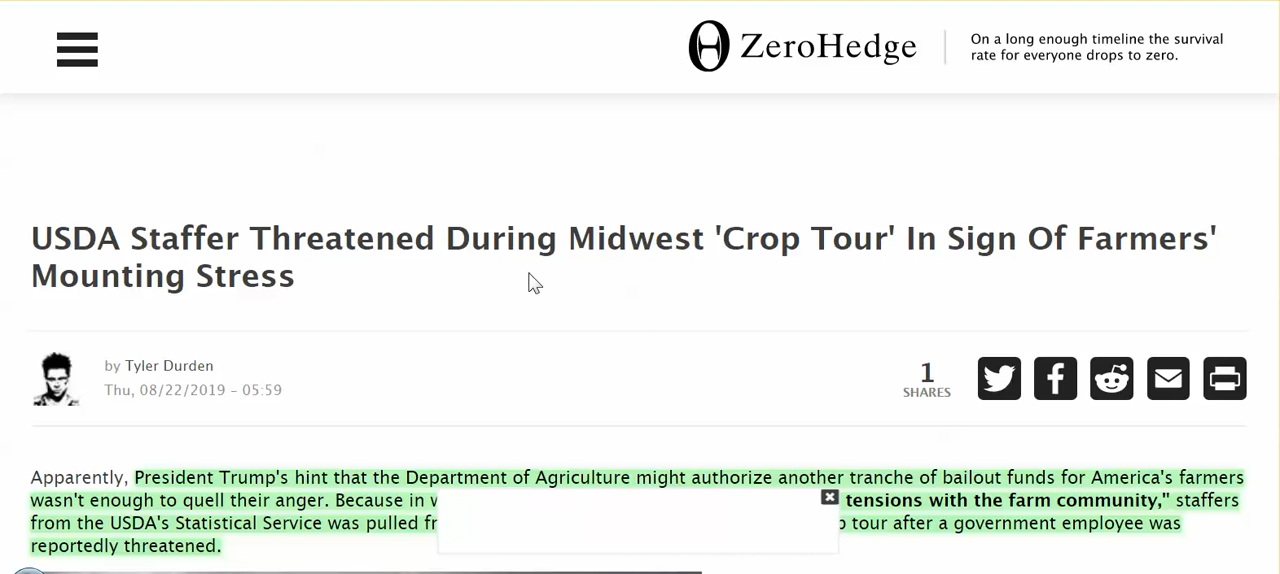 ZeroHedge
On a long enough timeline the survival
rate for everyone drops to zero.
USDA Staffer Threatened During Midwest 'Crop Tour' In Sign Of Farmers'
Mounting Stress
by Tyler Durden
Thu, 08/22/2019 - 05:59
1
SHARES
Apparently, President Trump's hint that the Department of Agriculture might authorize another tranche of bailout funds for America's farmers
wasn't enough to quell their anger. Because in tensions with the farm community," staffers
from the USDA's Statistical Service was pulled tour after a government employee was
reportedly threatened.